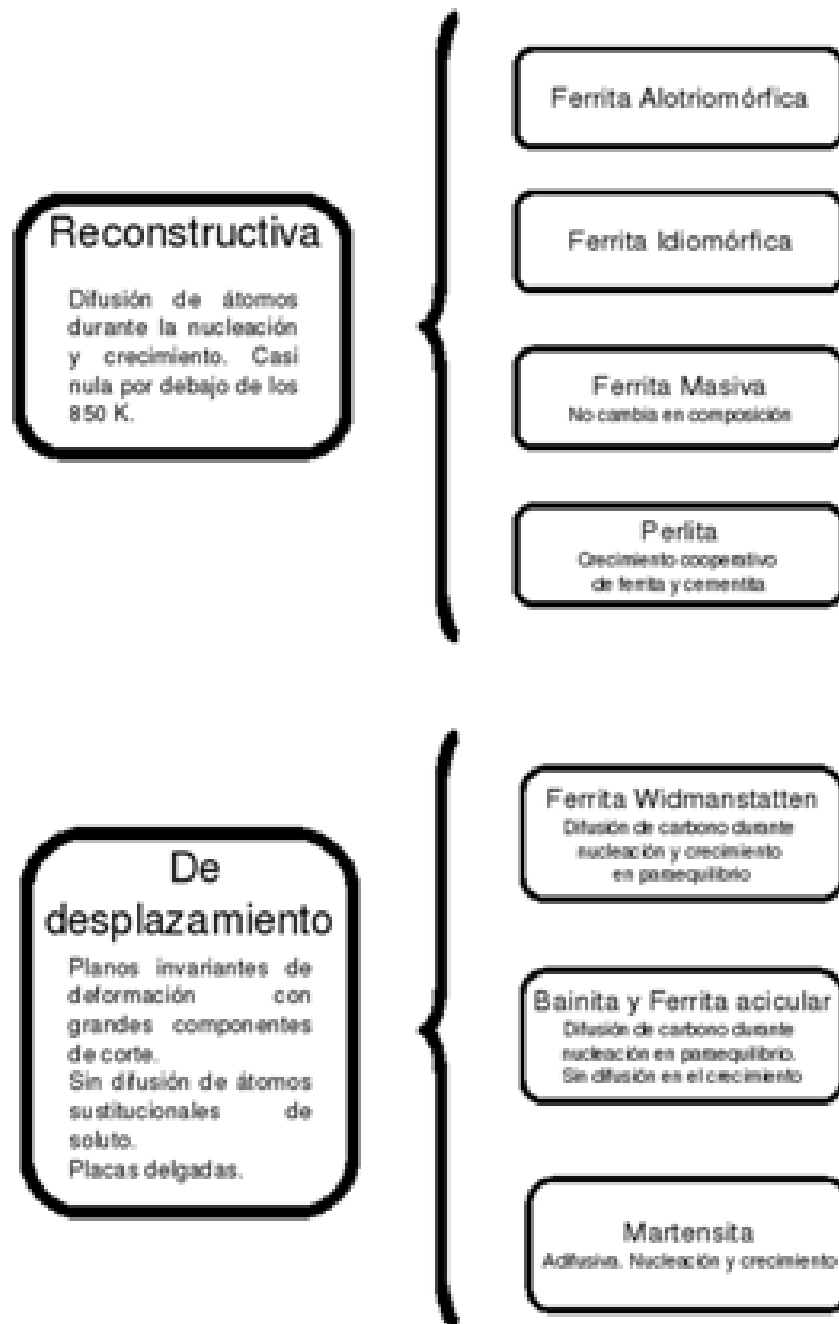 Reconstructiva
Difusión de átomos
durante la nucleación
y crecimiento. Casi
nula por debajo de los
850 K.
Ferrita Alotriomórfica
Ferrita Idiomórfica
Ferrita Masiva
No cambia en composición
Perlita
Crecimiento cooperativo
de ferrita y cementita
De
desplazamiento
Planos invariantes de
deformación con
grandes componentes
de corte.
Sin difusión de átomos
sustitucionales de
soluto.
Placas delgadas.
Ferrita Widmanstatten
Difusión de carbono durante
nucleación y crecimiento
en paraequilibrio
Bainita y Ferrita acicular
Difusión de carbono durante
nucleación en paraequilibrio.
Sin difusión en el crecimiento
Martensita
Adifusiva. Nucleación y crecimiento